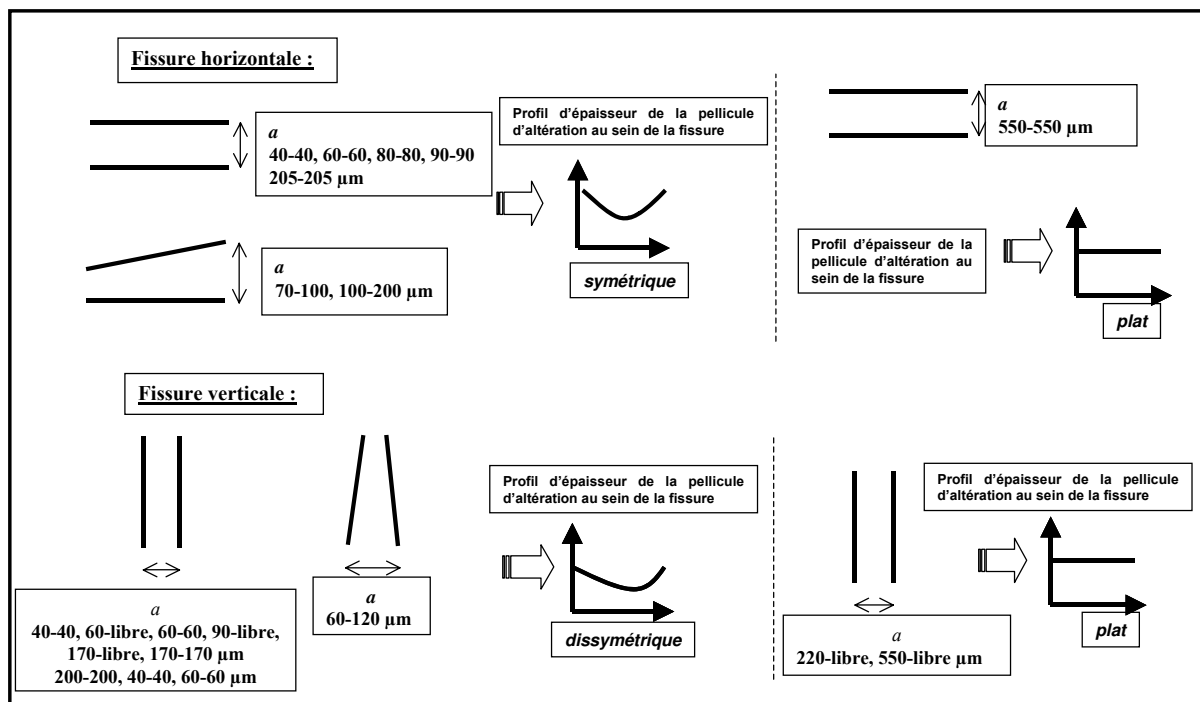 Fissure horizontale :
a
40-40, 60-60, 80-80, 90-90
205-205 µm
Profil d'épaisseur de la pellicule
d'altération au sein de la fissure
symétrique
a
70-100, 100-200 µm
a
550-550 µm
Profil d'épaisseur de la
pellicule d'altération au
sein de la fissure
plat
Fissure verticale :
a
40-40, 60-libre, 60-60, 90-libre,
170-libre, 170-170 µm
200-200, 40-40, 60-60 µm
a
60-120 µm
Profil d'épaisseur de la pellicule
d'altération au sein de la fissure
dissymétrique
a
220-libre, 550-libre µm
Profil d'épaisseur de la pellicule
d'altération au sein de la fissure
plat